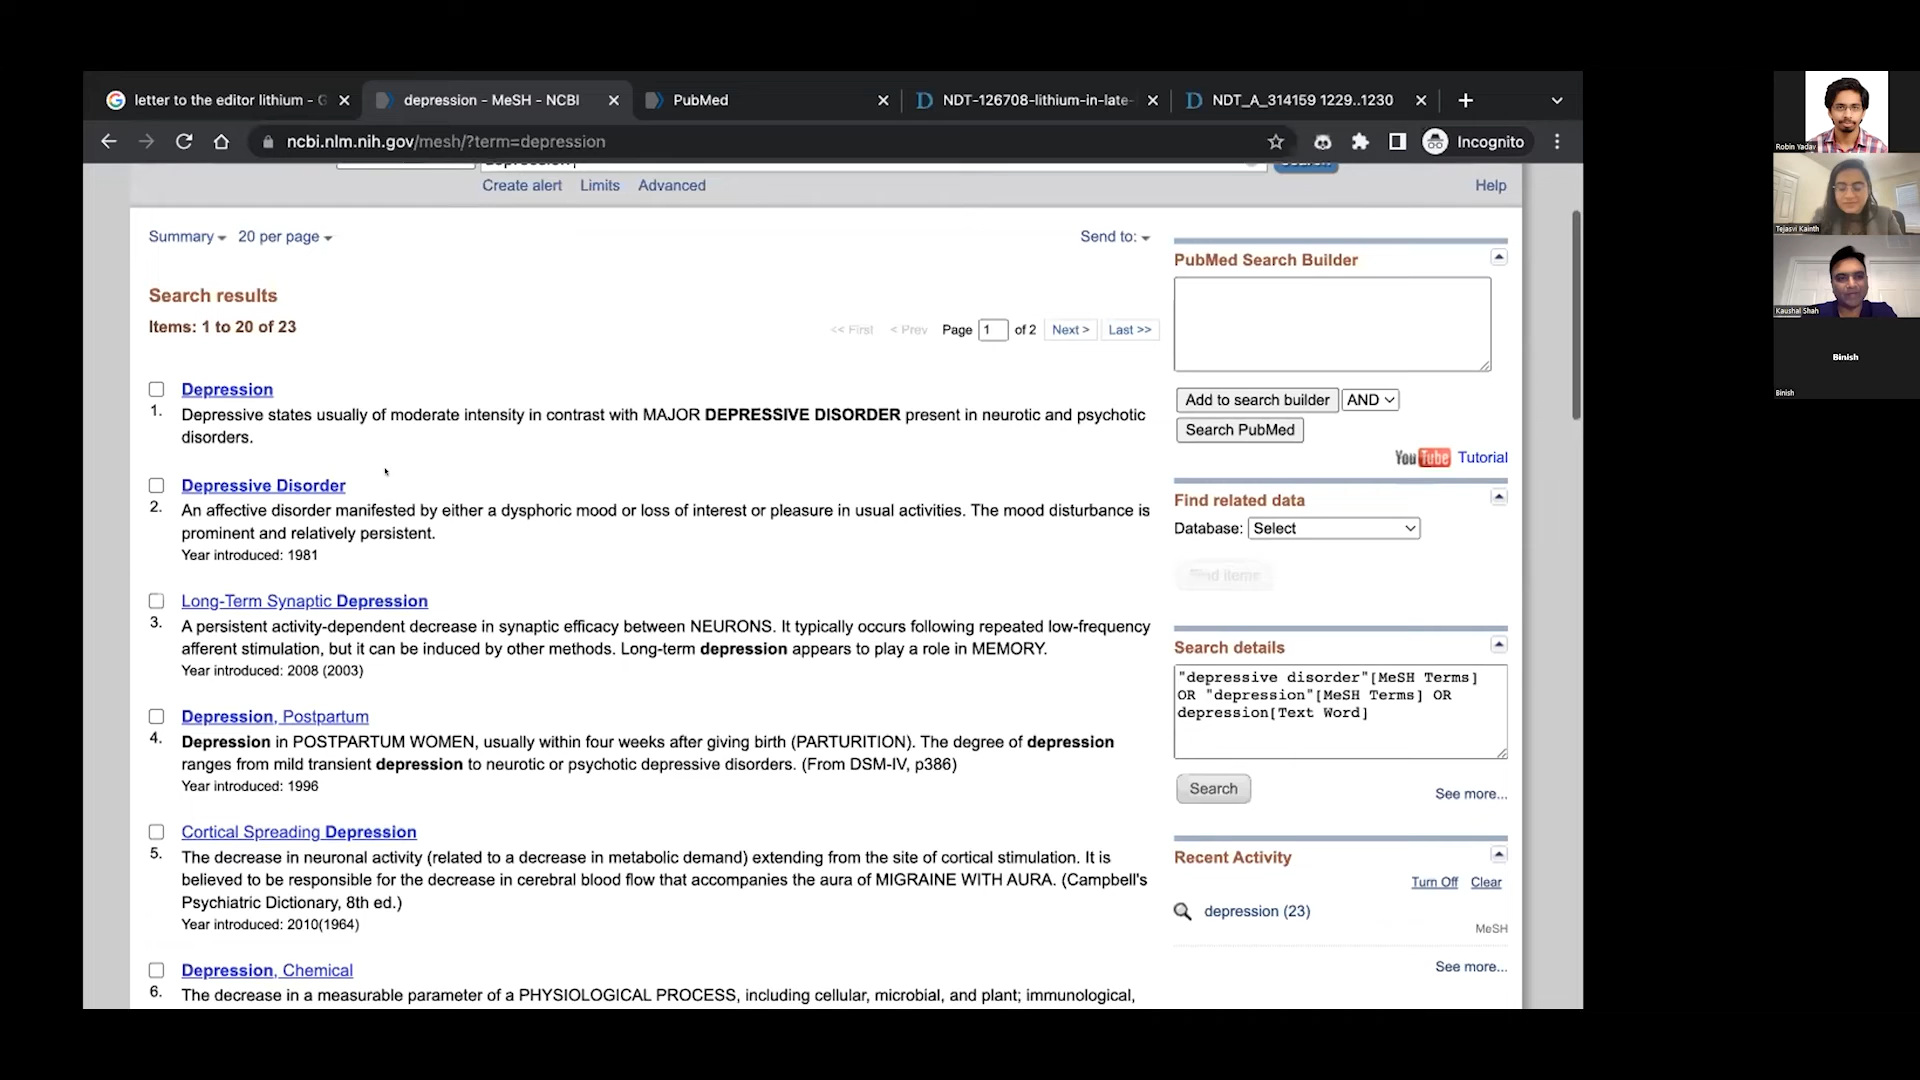 letter to the editor lithium - G
depression - MeSH - NCBI
PubMed
NDT-126708-lithium-in-late-
NDT_A_314159 1229..1230
ncbi.nlm.nih.gov/mesh/?term=depression
Incognito
Create alert Limits Advanced
Help
Summary 20 per page
Send to:
Search results
Items: 1 to 20 of 23
<< First < Prev Page 1 of 2 Next > Last >>
Depression
1. Depressive states usually of moderate intensity in contrast with MAJOR DEPRESSIVE DISORDER present in neurotic and psychotic
disorders.
Depressive Disorder
2. An affective disorder manifested by either a dysphoric mood or loss of interest or pleasure in usual activities. The mood disturbance is
prominent and relatively persistent.
Year introduced: 1981
Long-Term Synaptic Depression
3. A persistent activity-dependent decrease in synaptic efficacy between NEURONS. It typically occurs following repeated low-frequency
afferent stimulation, but it can be induced by other methods. Long-term depression appears to play a role in MEMORY.
Year introduced: 2008 (2003)
Depression, Postpartum
4. Depression in POSTPARTUM WOMEN, usually within four weeks after giving birth (PARTURITION). The degree of depression
ranges from mild transient depression to neurotic or psychotic depressive disorders. (From DSM-IV, p386)
Year introduced: 1996
Cortical Spreading Depression
5. The decrease in neuronal activity (related to a decrease in metabolic demand) extending from the site of cortical stimulation. It is
believed to be responsible for the decrease in cerebral blood flow that accompanies the aura of MIGRAINE WITH AURA. (Campbell's
Psychiatric Dictionary, 8th ed.)
Year introduced: 2010(1964)
Depression, Chemical
6. The decrease in a measurable parameter of a PHYSIOLOGICAL PROCESS, including cellular, microbial, and plant; immunological,
PubMed Search Builder
Add to search builder AND
Search PubMed
YouTube Tutorial
Find related data
Database: Select
Find items
Search details
"depressive disorder"[MeSH Terms]
OR "depression"[MeSH Terms] OR
depression[Text Word]
Search
See more...
Recent Activity
Turn Off Clear
depression (23)
MeSH
See more...
Robin Yadav
Tejasvi Kainth
Kaushal Shah
Binish
Binish